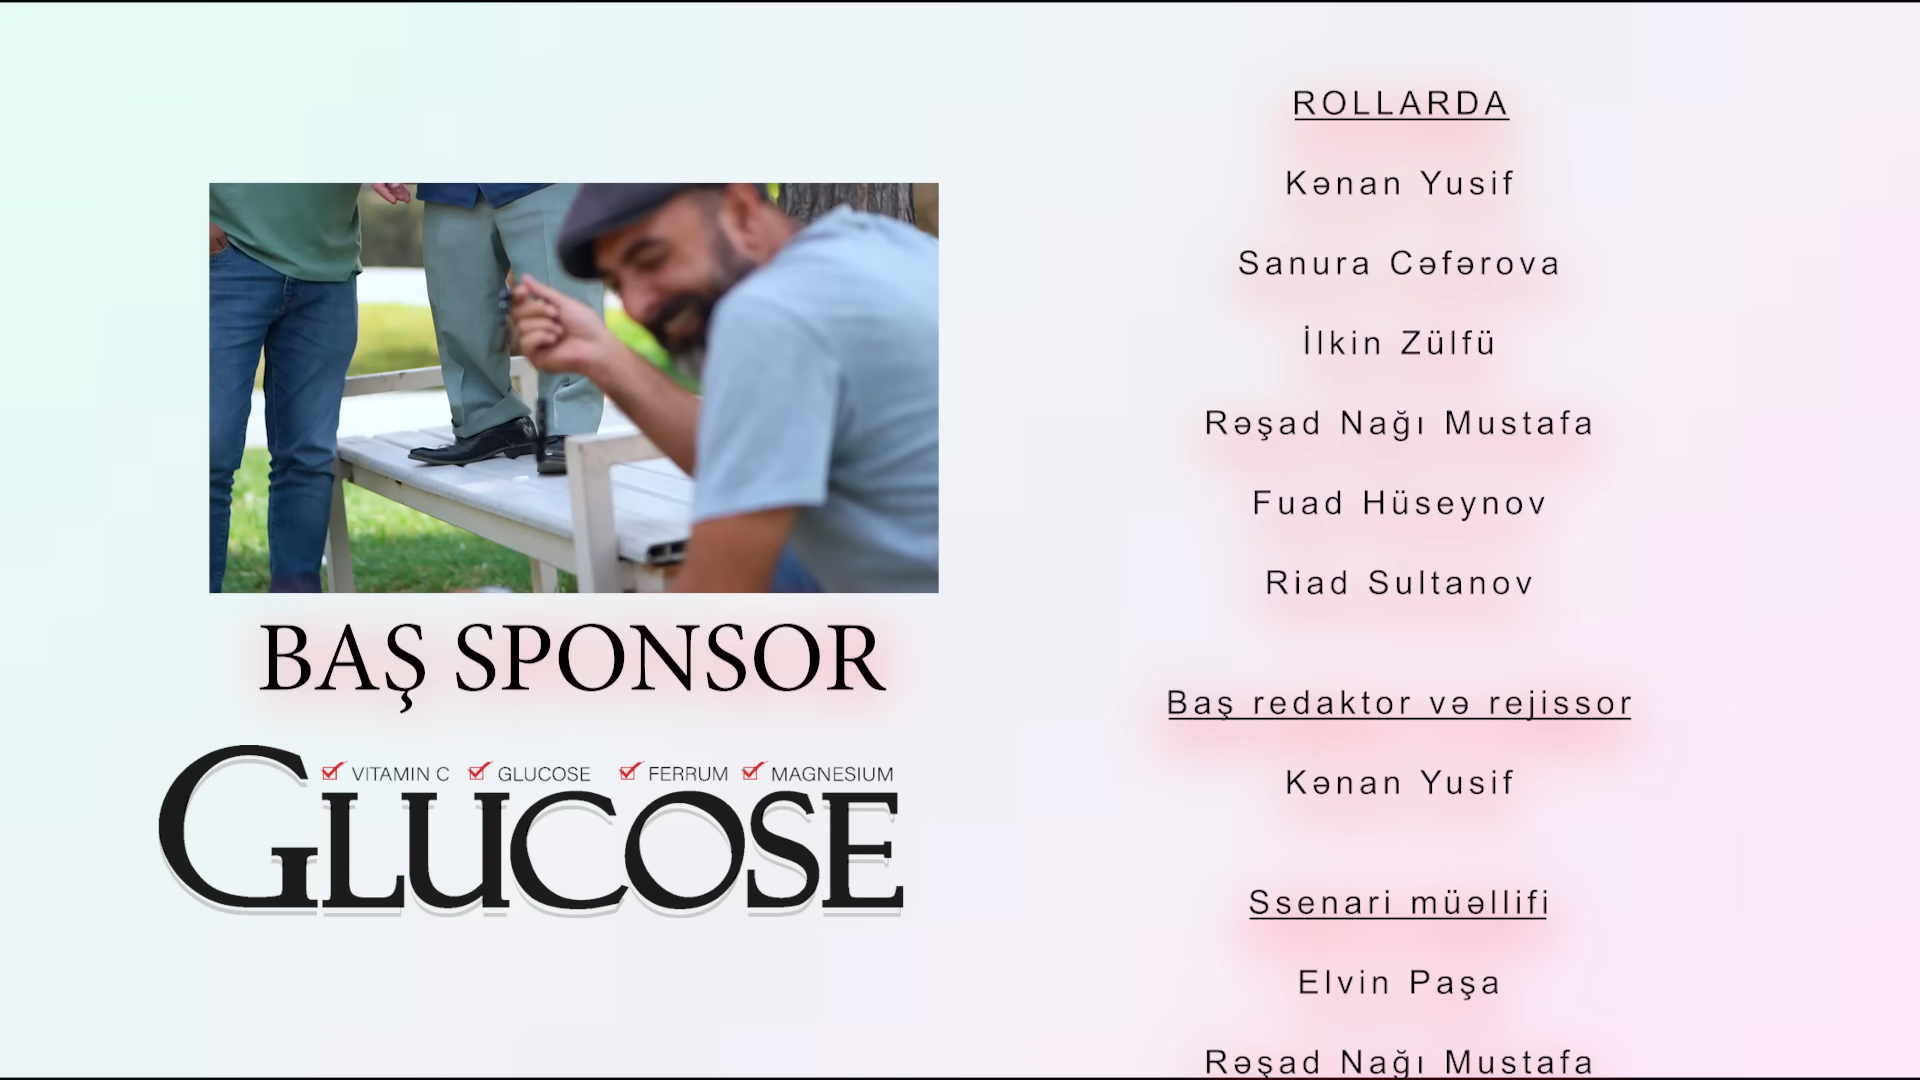 BAŞ SPONSOR
VITAMIN C GLUCOSE FERRUM MAGNESIUM
GLUCOSE
ROLLARDA
Kənan Yusif
Sanura Cəfərova
İlkin Zülfü
Rəşad Nağı Mustafa
Fuad Hüseynov
Riad Sultanov
Baş redaktor və rejissor
Kənan Yusif
Ssenari müəllifi
Elvin Paşa
Rəşad Nağı Mustafa